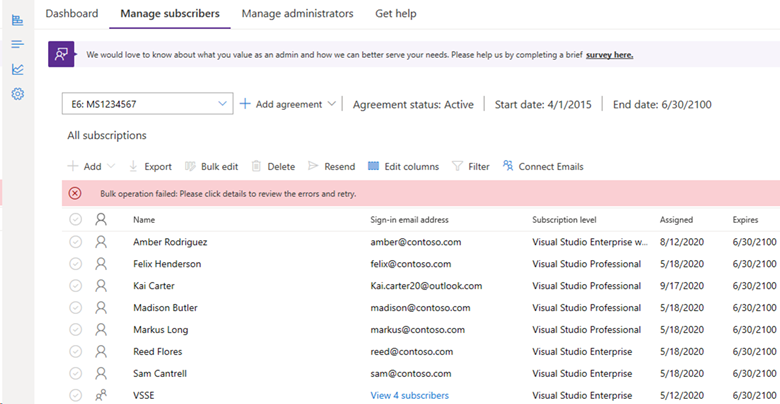 Dashboard Manage subscribers Manage administrators Get help
We would love to know about what you value as an admin and how we can better serve your needs. Please help us by completing a brief survey here.
E6: MS1234567 Add agreement Agreement status: Active Start date: 4/1/2015 End date: 6/30/2100
All subscriptions
Add Export Bulk edit Delete Resend Edit columns Filter Connect Emails
Bulk operation failed: Please click details to review the errors and retry.
Name Sign-in email address Subscription level Assigned Expires
Amber Rodriguez amber@contoso.com Visual Studio Enterprise w... 8/12/2020 6/30/2100
Felix Henderson felix@contoso.com Visual Studio Professional 5/18/2020 6/30/2100
Kai Carter Kai.carter20@outlook.com Visual Studio Professional 9/17/2020 6/30/2100
Madison Butler madison@contoso.com Visual Studio Professional 5/18/2020 6/30/2100
Markus Long markus@contoso.com Visual Studio Professional 5/18/2020 6/30/2100
Reed Flores reed@contoso.com Visual Studio Enterprise 5/18/2020 6/30/2100
Sam Cantrell sam@contoso.com Visual Studio Enterprise 5/18/2020 6/30/2100
VSSE View 4 subscribers Visual Studio Enterprise 5/12/2020 6/30/2100